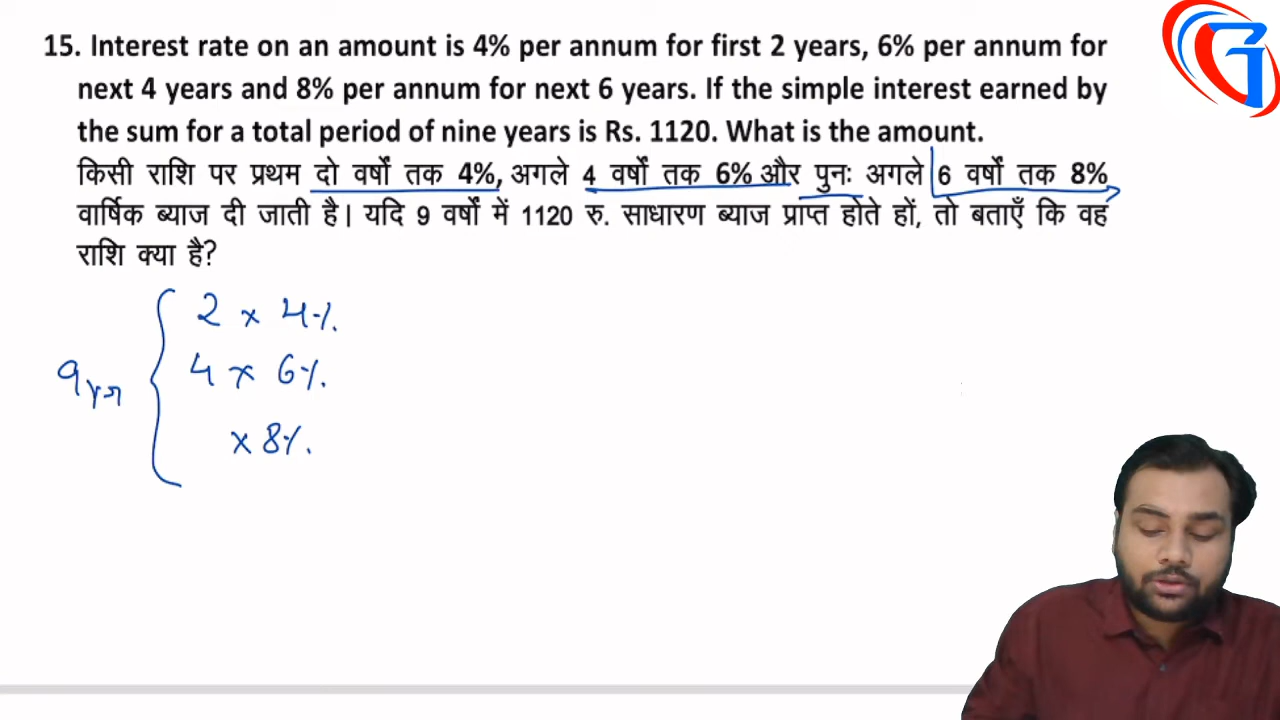 15. Interest rate on an amount is 4% per annum for first 2 years, 6% per annum for
next 4 years and 8% per annum for next 6 years. If the simple interest earned by
the sum for a total period of nine years is Rs. 1120. What is the amount.
किसी राशि पर प्रथम दो वर्षों तक 4%, अगले 4 वर्षों तक 6% और पुनः अगले 6 वर्षों तक 8%
वार्षिक ब्याज दी जाती है। यदि 9 वर्षों में 1120 रु. साधारण ब्याज प्राप्त होते हों, तो बताएँ कि वह
राशि क्या है?
2 x 4%
4 x 6%
9yrs
x 8%